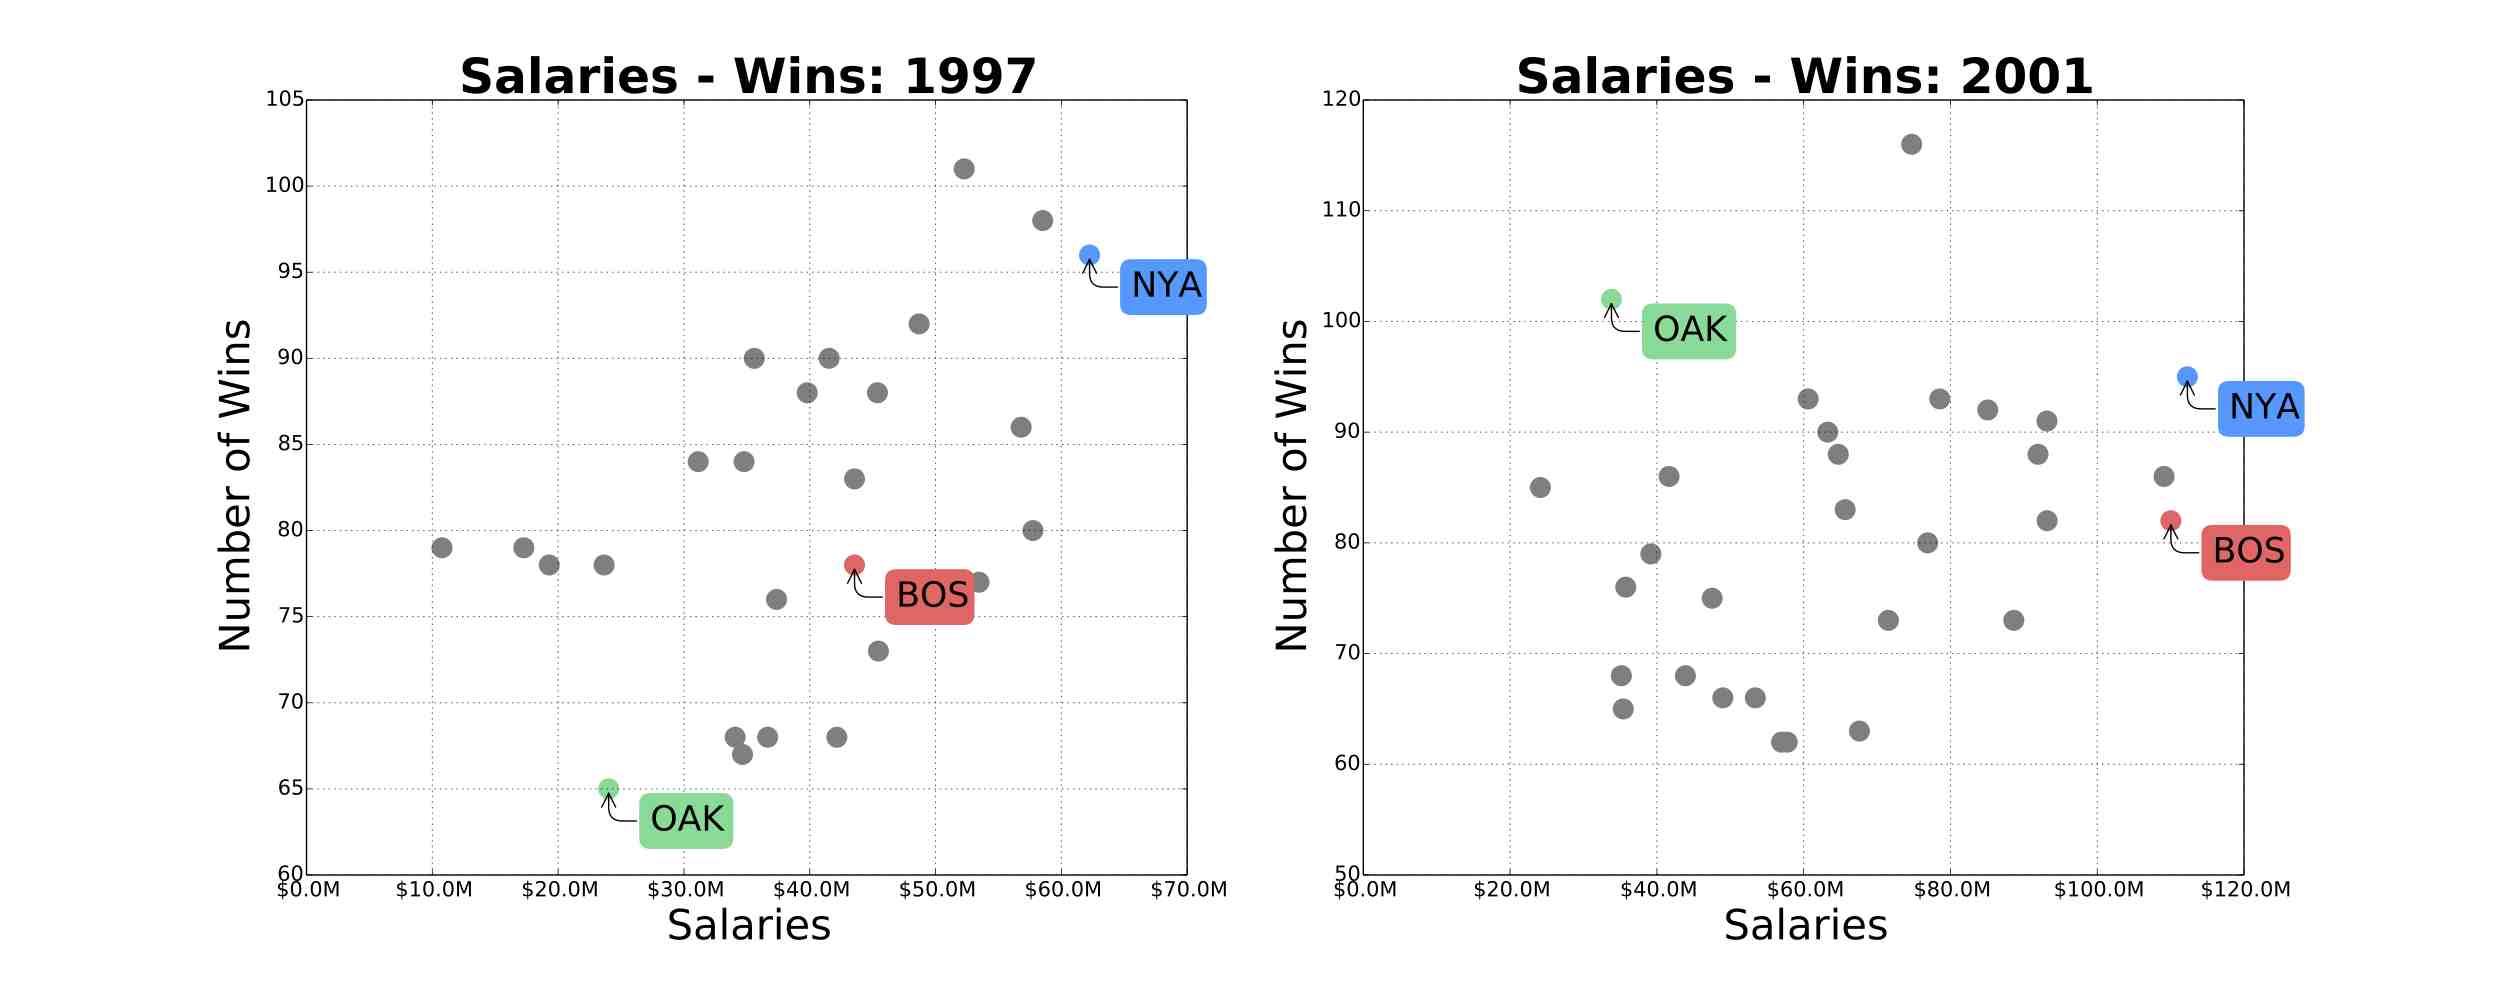 Salaries - Wins: 1997
105
100
95
90
85
80
75
70
65
60
Number of Wins
NYA
BOS
OAK
$0.0M $10.0M $20.0M $30.0M $40.0M $50.0M $60.0M $70.0M
Salaries
Salaries - Wins: 2001
120
110
100
90
80
70
60
50
Number of Wins
OAK
NYA
BOS
$0.0M $20.0M $40.0M $60.0M $80.0M $100.0M $120.0M
Salaries